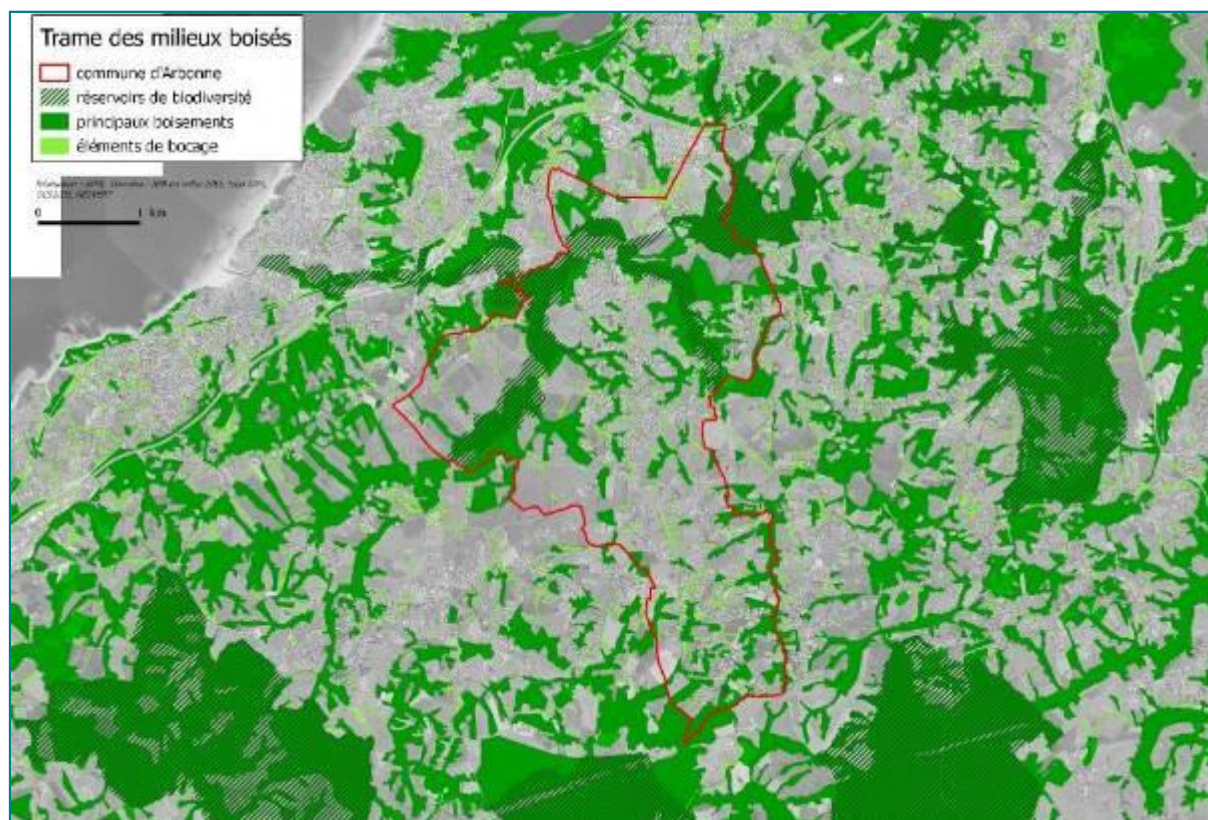 Trame des milieux boisés
commune d'Arbonne
réservoirs de biodiversité
principaux boisements
éléments de bocage
0 1 km